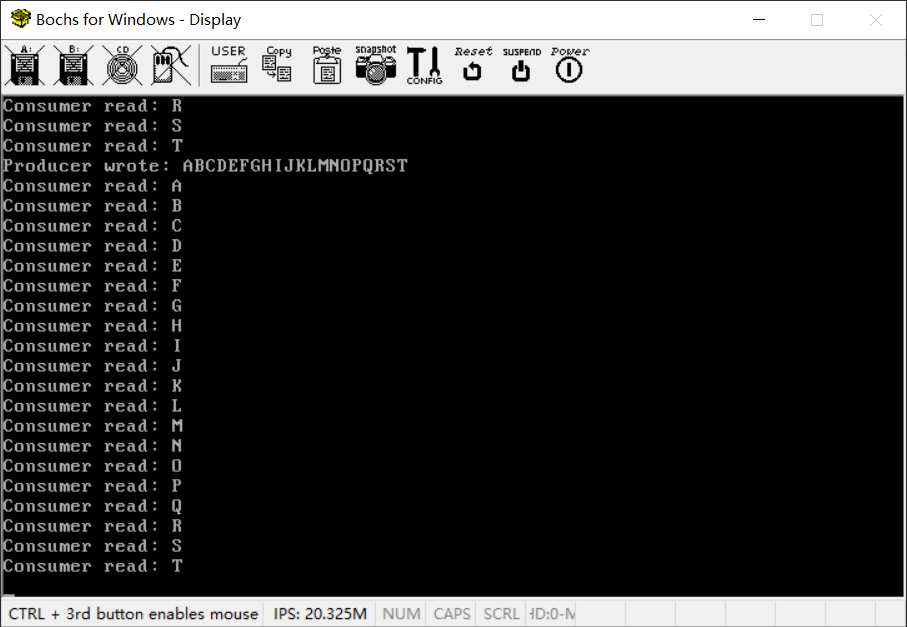 Bochs for Windows - Display
A: B: CD USER Copy Paste snapshot CONFIG Reset SUSPEND Power
Consumer read: R
Consumer read: S
Consumer read: T
Producer wrote: ABCDEFGHIJKLMNOPQRST
Consumer read: A
Consumer read: B
Consumer read: C
Consumer read: D
Consumer read: E
Consumer read: F
Consumer read: G
Consumer read: H
Consumer read: I
Consumer read: J
Consumer read: K
Consumer read: L
Consumer read: M
Consumer read: N
Consumer read: O
Consumer read: P
Consumer read: Q
Consumer read: R
Consumer read: S
Consumer read: T
CTRL + 3rd button enables mouse IPS: 20.325M NUM CAPS SCRL